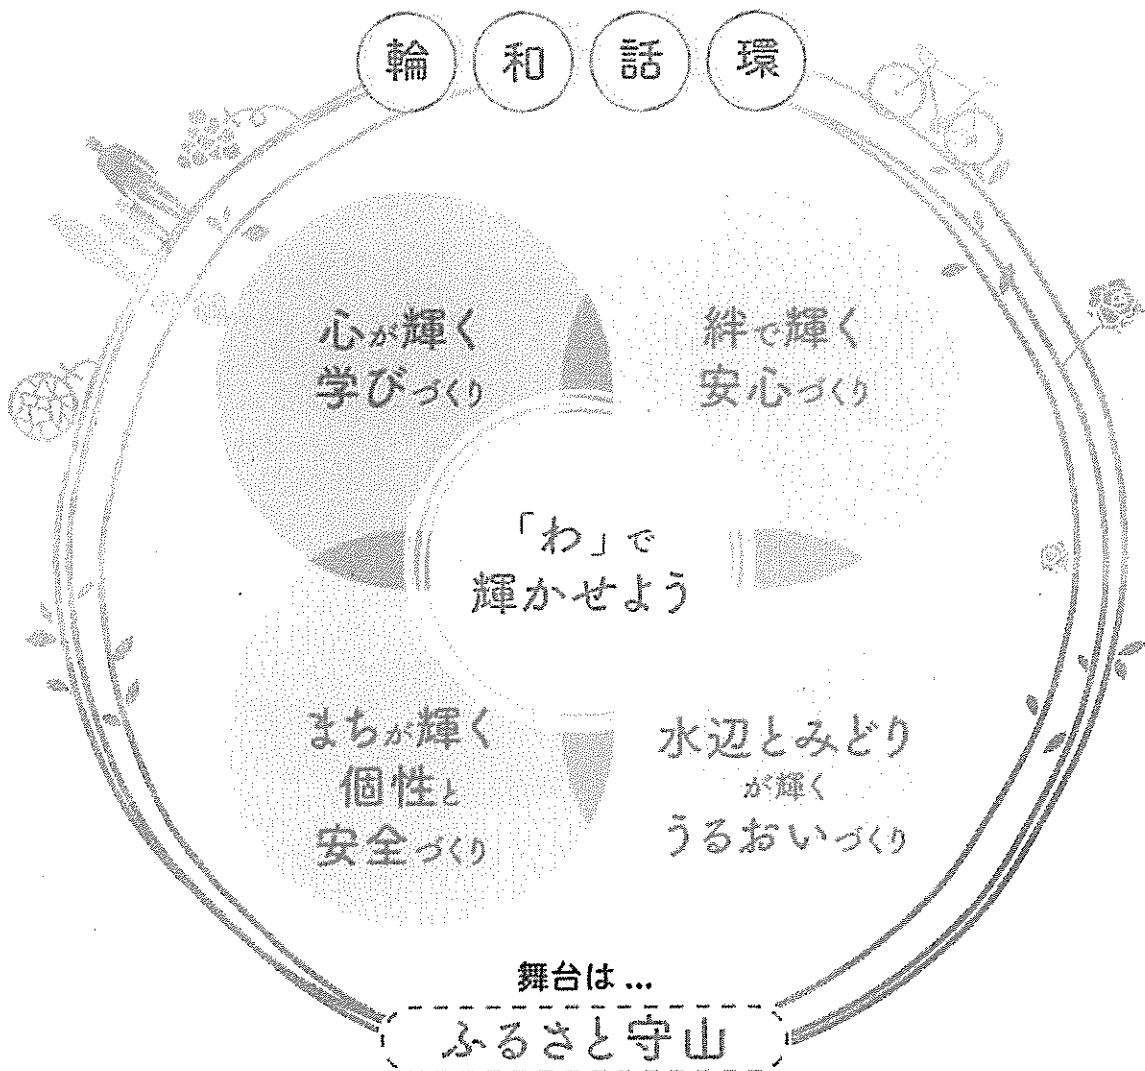 輪 和 話 環
心が輝く
学びづくり
絆で輝く
安心づくり
「わ」で
輝かせよう
まちが輝く
個性と
安全づくり
水辺とみどり
が輝く
うるおいづくり
舞台は…
ふるさと守山